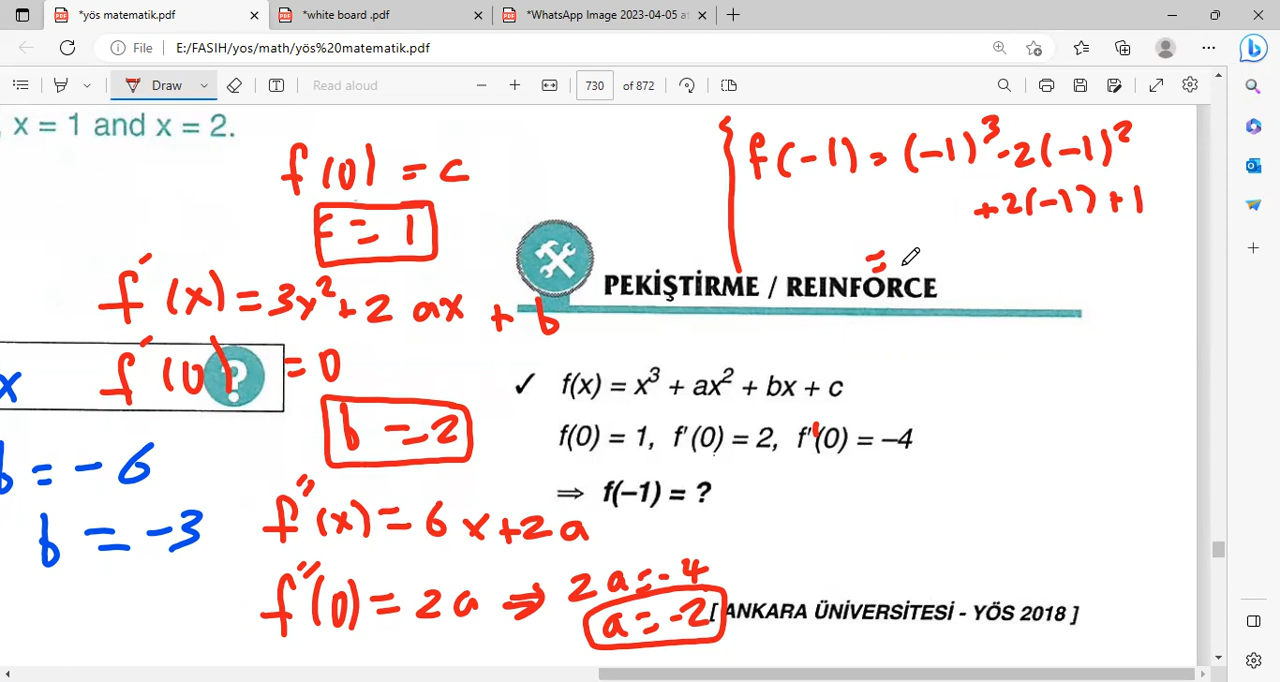 *yös matematik.pdf
*white board .pdf
*WhatsApp Image 2023-04-05 at
File E:/FASIH/yos/math/yös%20matematik.pdf
Draw
Read aloud
730 of 872
, x = 1 and x = 2.
f(0) = c
c = 1
f'(x) = 3x² + 2 ax + b
f'(0) = 0
b = 2
f''(x) = 6x + 2a
f''(0) = 2a ⇒ 2a = -4
a = -2
x
b = -6
b = -3
f(-1) = (-1)³ - 2(-1)²
+2(-1) + 1
=
PEKİŞTİRME / REINFORCE
✓ f(x) = x³ + ax² + bx + c
f(0) = 1, f'(0) = 2, f''(0) = –4
⇒ f(–1) = ?
[ ANKARA ÜNİVERSİTESİ - YÖS 2018 ]